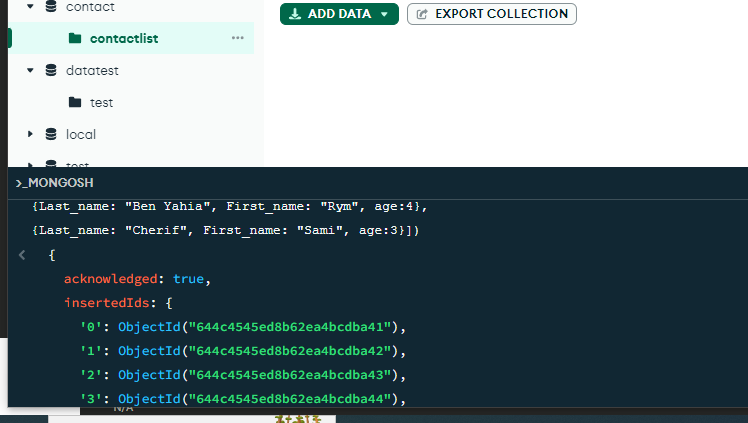 contact
ADD DATA
EXPORT COLLECTION
contactlist
datatest
test
local
test
>_MONGOSH
{Last_name: "Ben Yahia", First_name: "Rym", age:4},
{Last_name: "Cherif", First_name: "Sami", age:3}])
{
acknowledged: true,
insertedIds: {
'0': ObjectId("644c4545ed8b62ea4bcdba41"),
'1': ObjectId("644c4545ed8b62ea4bcdba42"),
'2': ObjectId("644c4545ed8b62ea4bcdba43"),
'3': ObjectId("644c4545ed8b62ea4bcdba44"),
N/A